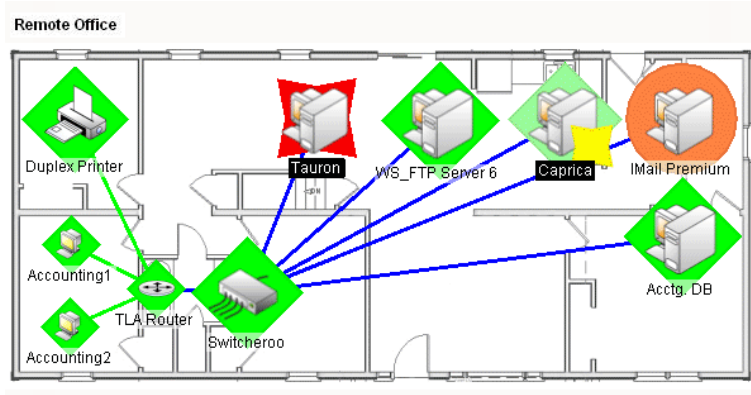 Remote Office
Duplex Printer
Tauron
WS_FTP Server 6
Caprica
IMail Premium
Accounting1
Acctg. DB
TLA Router
Switcheroo
Accounting2